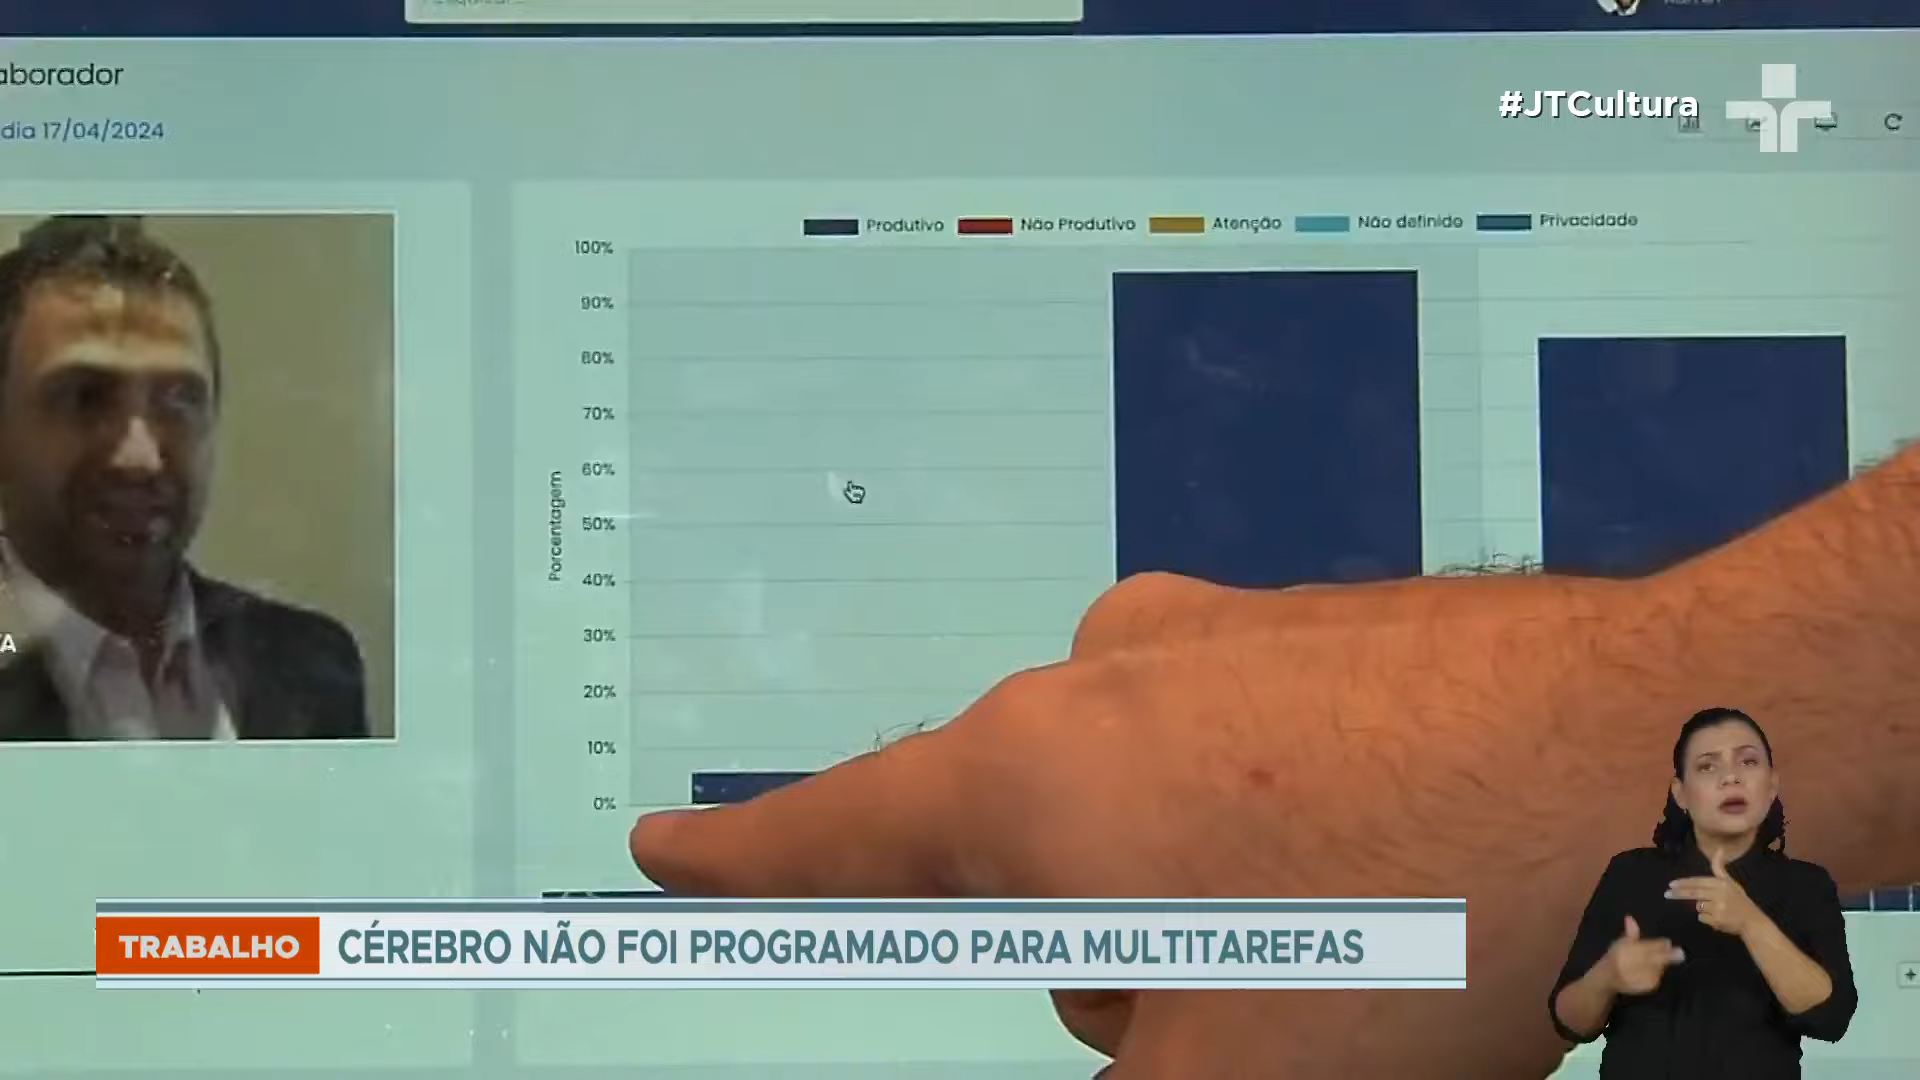 aborador
dia 17/04/2024
#JTCultura
Produtivo Não Produtivo Atenção Não definido Privacidade
100%
90%
80%
70%
60%
50%
40%
30%
20%
10%
0%
Porcentagem
A
TRABALHO CÉREBRO NÃO FOI PROGRAMADO PARA MULTITAREFAS